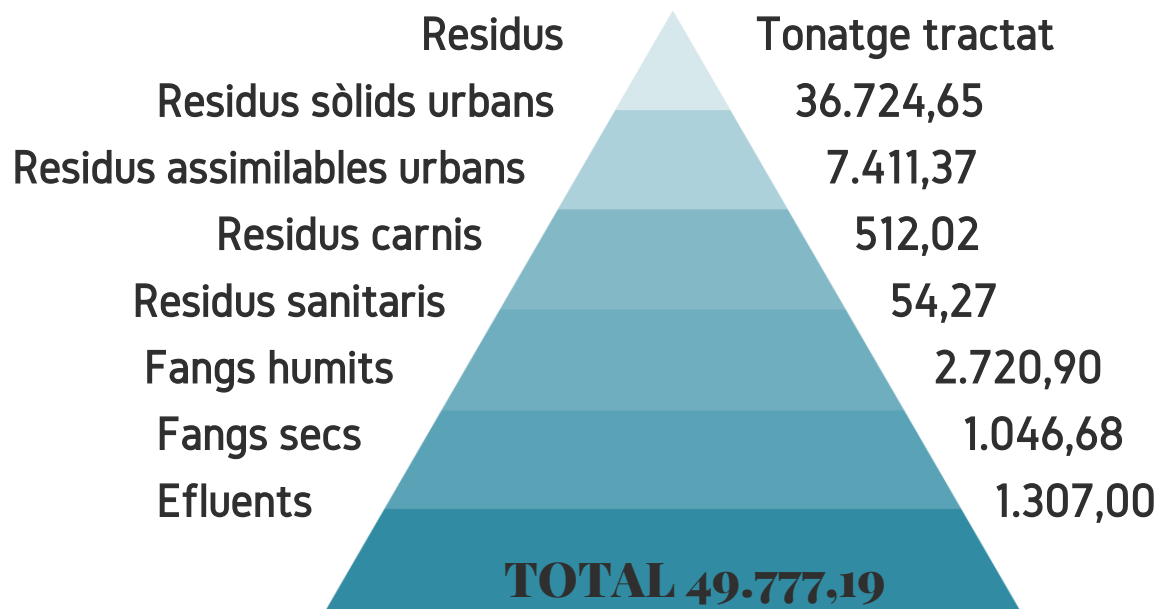 Residus Tonatge tractat
Residus sòlids urbans 36.724,65
Residus assimilables urbans 7.411,37
Residus carnis 512,02
Residus sanitaris 54,27
Fangs humits 2.720,90
Fangs secs 1.046,68
Efluents 1.307,00
TOTAL 49.777,19